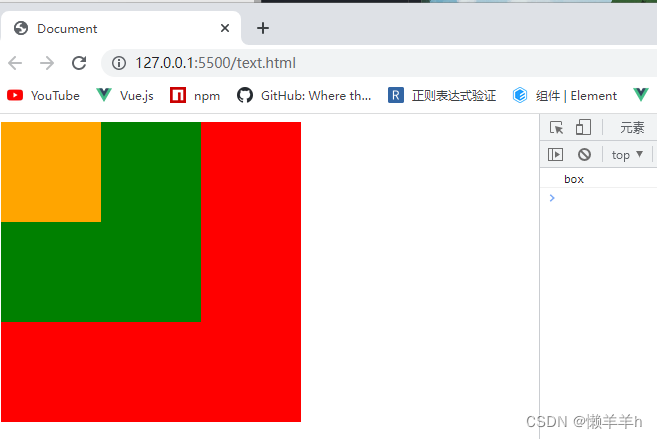 Document
127.0.0.1:5500/text.html
YouTube Vue.js npm GitHub: Where th... R 正则表达式验证 组件 | Element
元素
top
box
CSDN @懒羊羊h